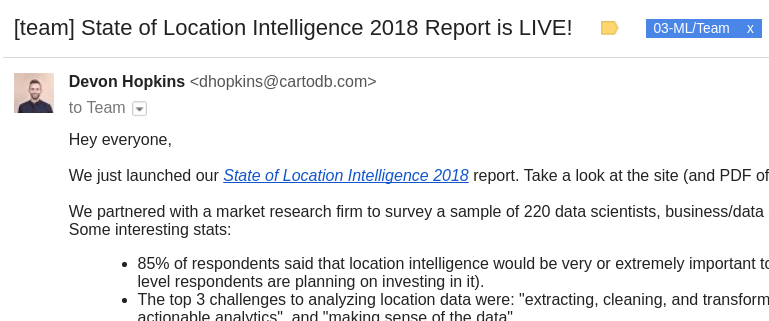 [team] State of Location Intelligence 2018 Report is LIVE!
03-ML/Team x
Devon Hopkins <dhopkins@cartodb.com>
to Team
Hey everyone,
We just launched our State of Location Intelligence 2018 report. Take a look at the site (and PDF of
We partnered with a market research firm to survey a sample of 220 data scientists, business/data
Some interesting stats:
• 85% of respondents said that location intelligence would be very or extremely important to
level respondents are planning on investing in it).
• The top 3 challenges to analyzing location data were: "extracting, cleaning, and transform
actionable analytics", and "making sense of the data"